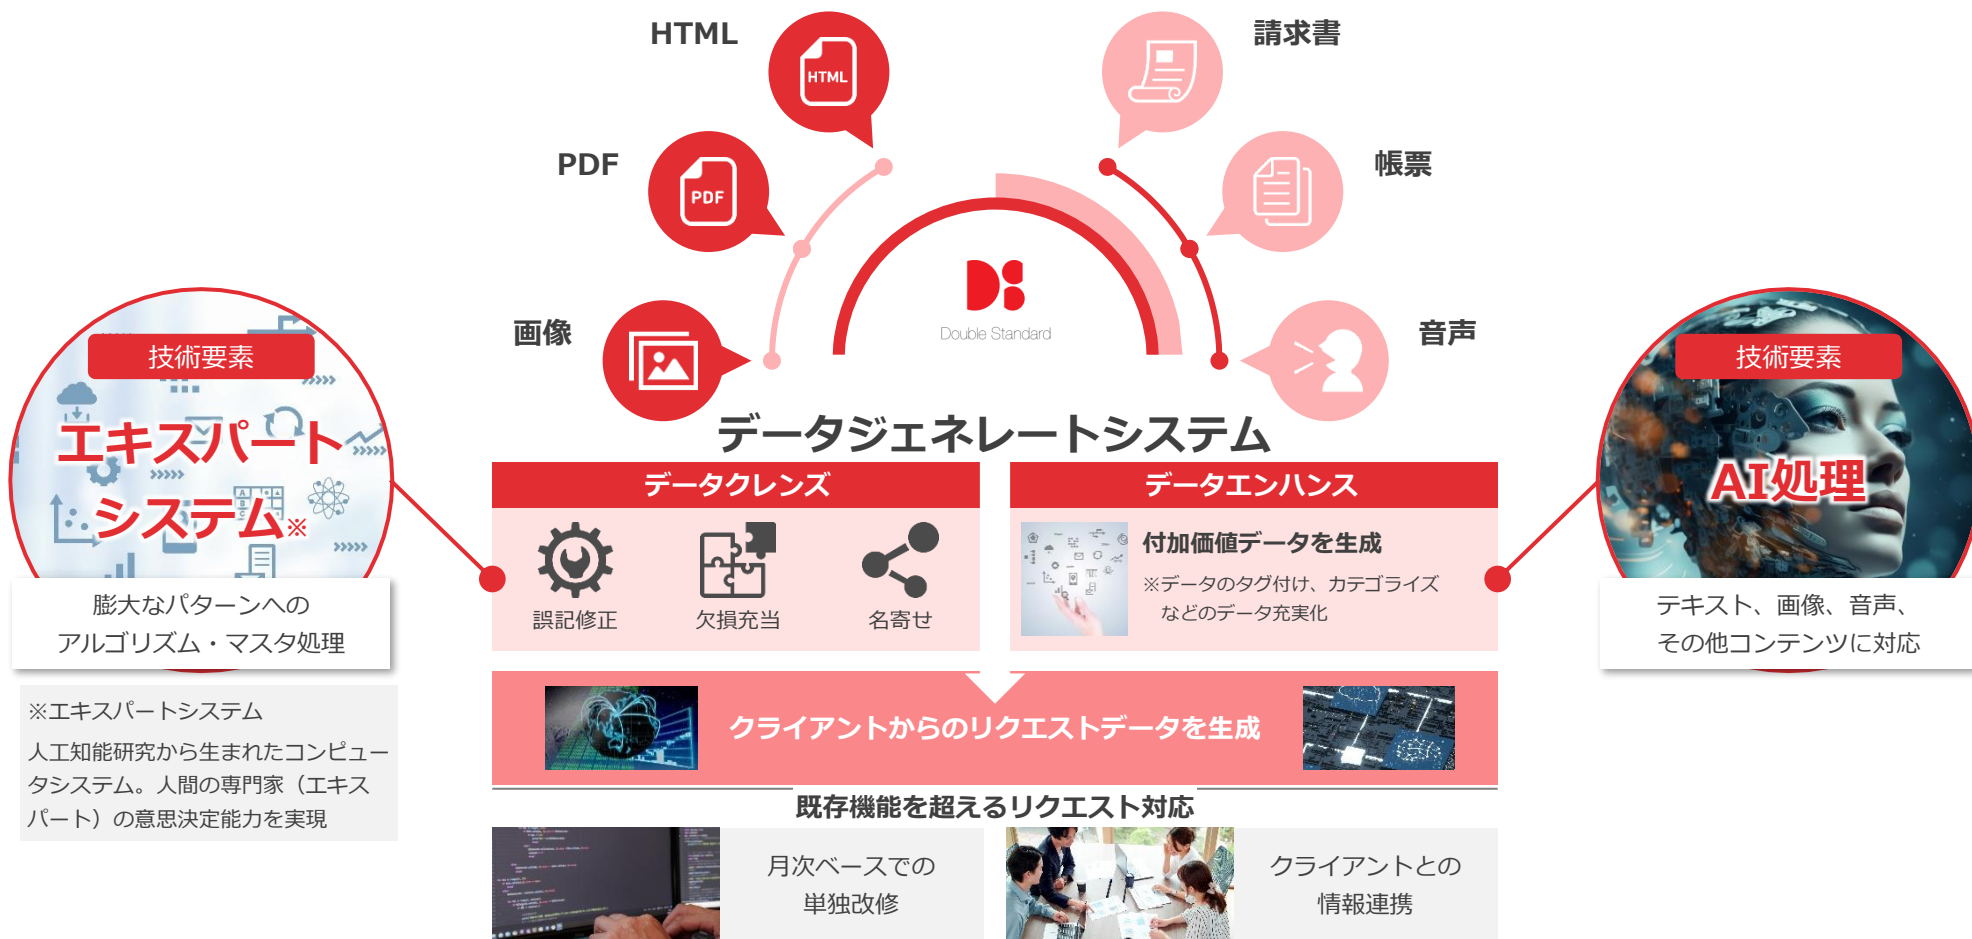 HTML
HTML
請求書
PDF
PDF
帳票
画像
音声
Double Standard
データジェネレートシステム
技術要素
エキスパート
システム※
膨大なパターンへの
アルゴリズム・マスタ処理
※エキスパートシステム
人工知能研究から生まれたコンピュー
タシステム。人間の専門家（エキス
パート）の意思決定能力を実現
データクレンズ
誤記修正
欠損充当
名寄せ
データエンハンス
付加価値データを生成
※データのタグ付け、カテゴライズ
などのデータ充実化
技術要素
AI処理
テキスト、画像、音声、
その他コンテンツに対応
クライアントからのリクエストデータを生成
既存機能を超えるリクエスト対応
月次ベースでの
単独改修
クライアントとの
情報連携